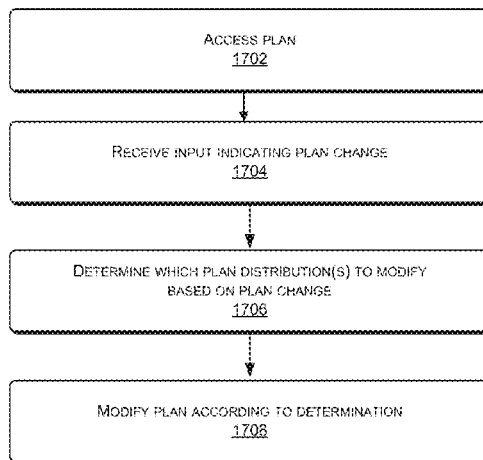 ACCESS PLAN
1702
RECEIVE INPUT INDICATING PLAN CHANGE
1704
DETERMINE WHICH PLAN DISTRIBUTION(S) TO MODIFY
BASED ON PLAN CHANGE
1706
MODIFY PLAN ACCORDING TO DETERMINATION
1708